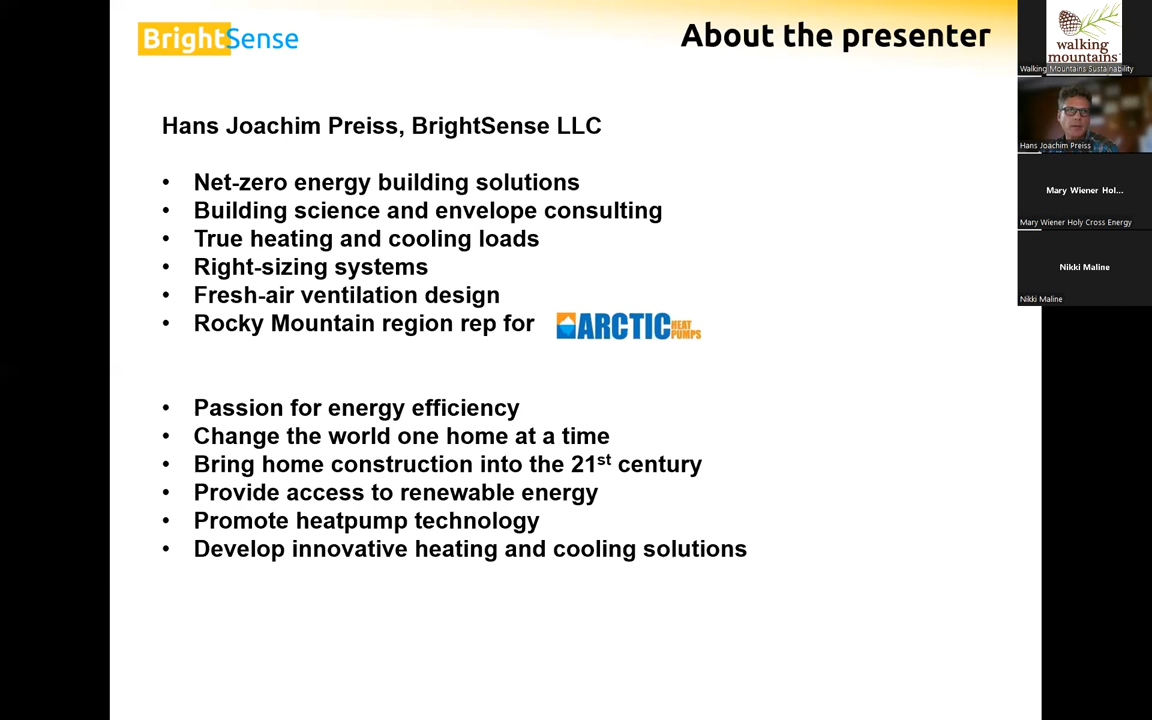 BrightSense
About the presenter
Hans Joachim Preiss, BrightSense LLC
• Net-zero energy building solutions
• Building science and envelope consulting
• True heating and cooling loads
• Right-sizing systems
• Fresh-air ventilation design
• Rocky Mountain region rep for ARCTIC HEAT PUMPS
• Passion for energy efficiency
• Change the world one home at a time
• Bring home construction into the 21st century
• Provide access to renewable energy
• Promote heatpump technology
• Develop innovative heating and cooling solutions
walking
mountains
Walking Mountains Sustainability
Hans Joachim Preiss
Mary Wiener Hol...
Mary Wiener Holy Cross Energy
Nikki Maline
Nikki Maline